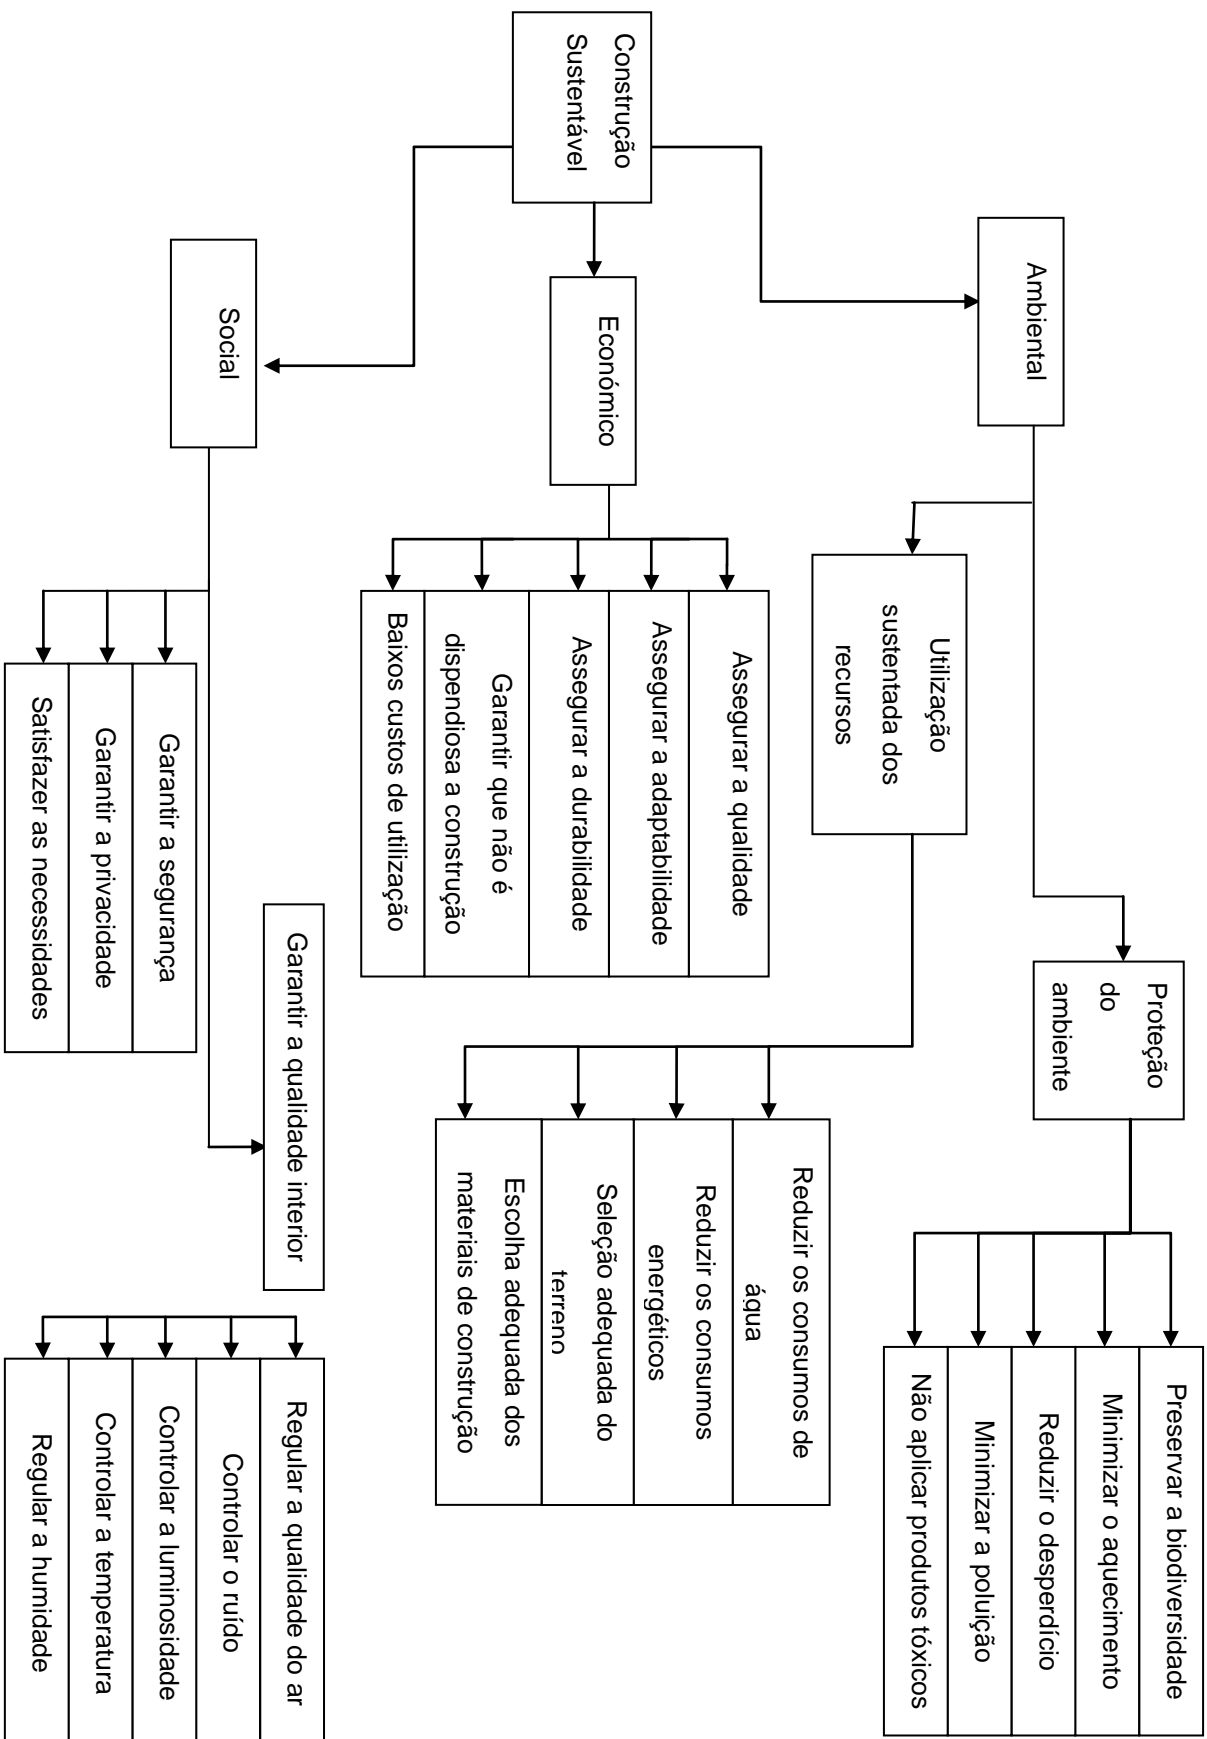 Construção
Sustentável
Ambiental
Utilização
sustentada dos
recursos
Reduzir os consumos de
água
Reduzir os consumos
energéticos
Seleção adequada do
terreno
Escolha adequada dos
materiais de construção
Proteção
do
ambiente
Preservar a biodiversidade
Minimizar o aquecimento
Reduzir o desperdício
Minimizar a poluição
Não aplicar produtos tóxicos
Económico
Assegurar a qualidade
Assegurar a adaptabilidade
Assegurar a durabilidade
Garantir que não é
dispendiosa a construção
Baixos custos de utilização
Social
Garantir a segurança
Garantir a privacidade
Satisfazer as necessidades
Garantir a qualidade interior
Regular a qualidade do ar
Controlar o ruído
Controlar a luminosidade
Controlar a temperatura
Regular a humidade